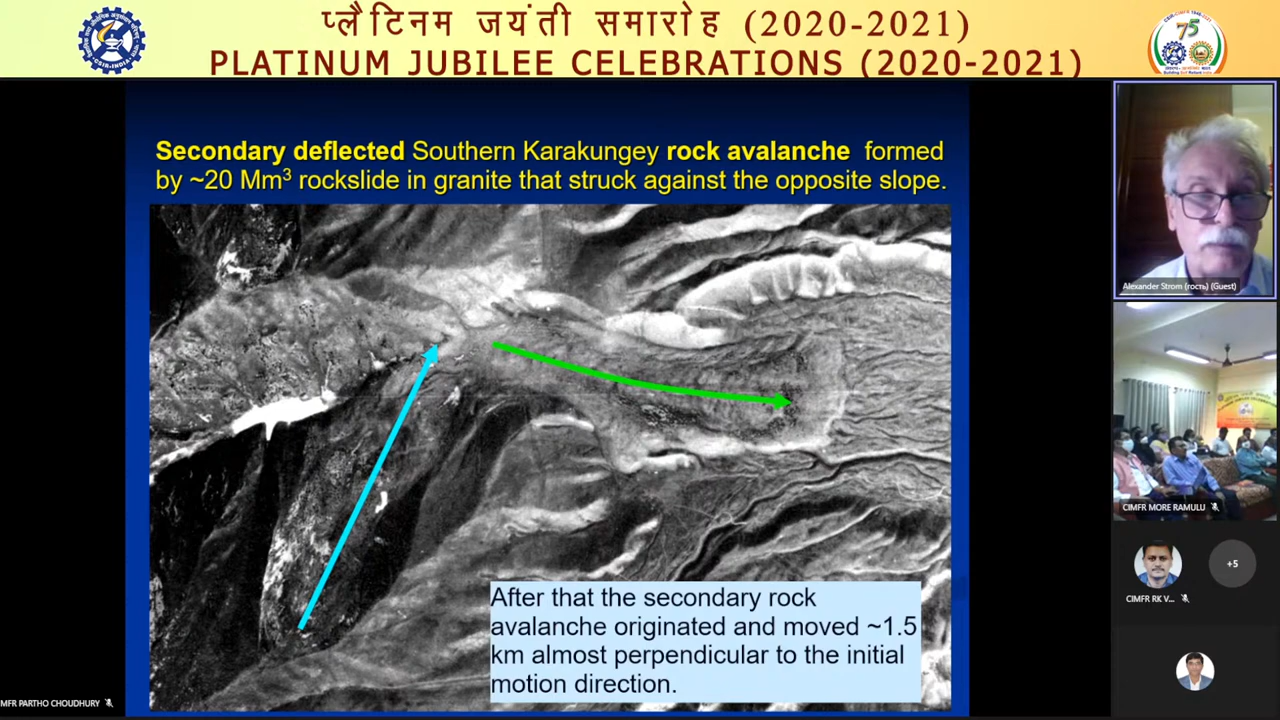 प्लैटिनम जयंती समारोह (2020-2021)
PLATINUM JUBILEE CELEBRATIONS (2020-2021)
CSIR-INDIA
75
Secondary deflected Southern Karakungey rock avalanche formed
by ~20 Mm³ rockslide in granite that struck against the opposite slope.
After that the secondary rock
avalanche originated and moved ~1.5
km almost perpendicular to the initial
motion direction.
Alexander Strom (гость) (Guest)
CIMFR MORE RAMULU
CIMFR RK V...
+5
MFR PARTHO CHOUDHURY